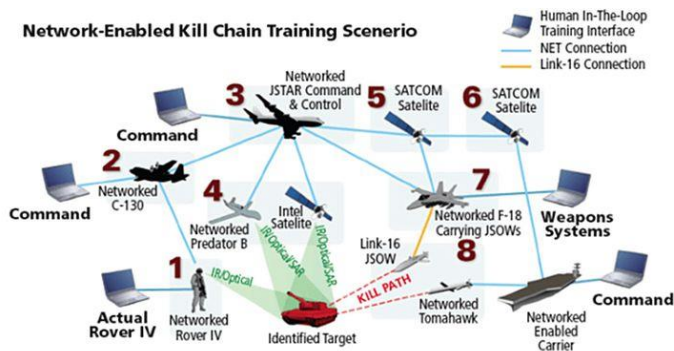 Network-Enabled Kill Chain Training Scenerio
Human In-The-Loop
Training Interface
NET Connection
Link-16 Connection
Command
3
Networked
JSTAR Command
& Control
5
SATCOM
Satelite
6
SATCOM
Satelite
2
Networked
C-130
Command
4
Networked
Predator B
Intel
Satelite
7
Networked F-18
Carrying JSOWs
Weapons
Systems
Link-16
JSOW
8
1
Actual
Rover IV
Networked
Rover IV
IR/Optical
IR/Optical/SAR
IR/Optical/SAR
Identified Target
KILL PATH
Networked
Tomahawk
Networked
Enabled
Carrier
Command